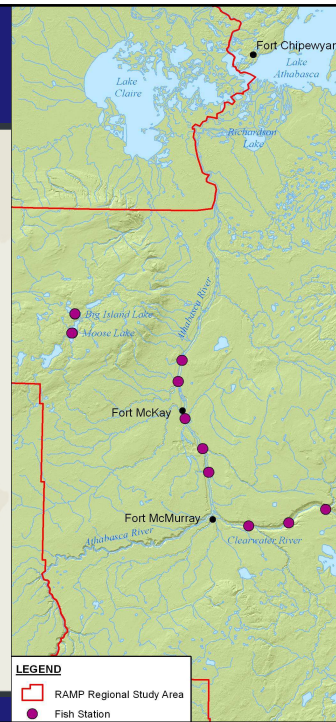 Fort Chipewyan
Lake
Athabasca
Lake
Claire
Richardson
Lake
Athabasca River
Big Island Lake
Moose Lake
Fort McKay
Fort McMurray
Athabasca River
Clearwater River
LEGEND
RAMP Regional Study Area
Fish Station